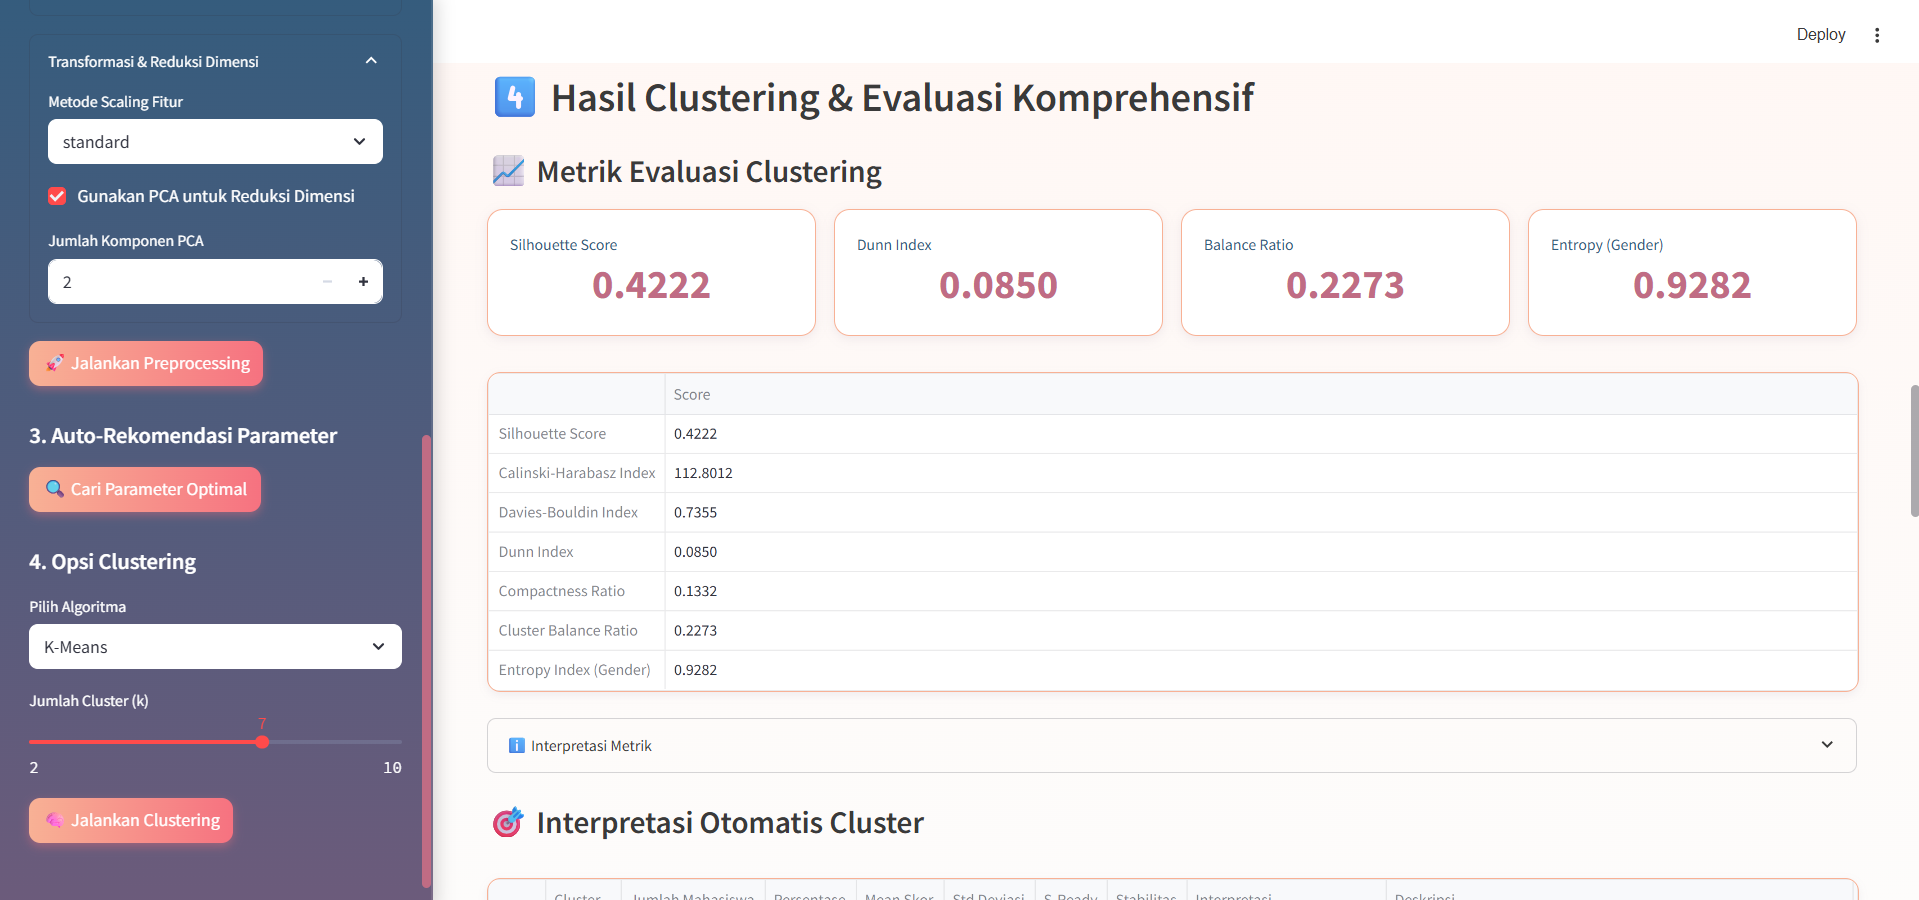 Transformasi & Reduksi Dimensi
Metode Scaling Fitur
standard
Gunakan PCA untuk Reduksi Dimensi
Jumlah Komponen PCA
2
Jalankan Preprocessing
3. Auto-Rekomendasi Parameter
Cari Parameter Optimal
4. Opsi Clustering
Pilih Algoritma
K-Means
Jumlah Cluster (k)
7
2 10
Jalankan Clustering
Deploy
4 Hasil Clustering & Evaluasi Komprehensif
Metrik Evaluasi Clustering
Silhouette Score
0.4222
Dunn Index
0.0850
Balance Ratio
0.2273
Entropy (Gender)
0.9282
Score
Silhouette Score 0.4222
Calinski-Harabasz Index 112.8012
Davies-Bouldin Index 0.7355
Dunn Index 0.0850
Compactness Ratio 0.1332
Cluster Balance Ratio 0.2273
Entropy Index (Gender) 0.9282
Interpretasi Metrik
Interpretasi Otomatis Cluster
Cluster Jumlah Mahasiswa Persentase Mean Skor Std Deviasi S-Ready Stabilitas Interpretasi Deskripsi